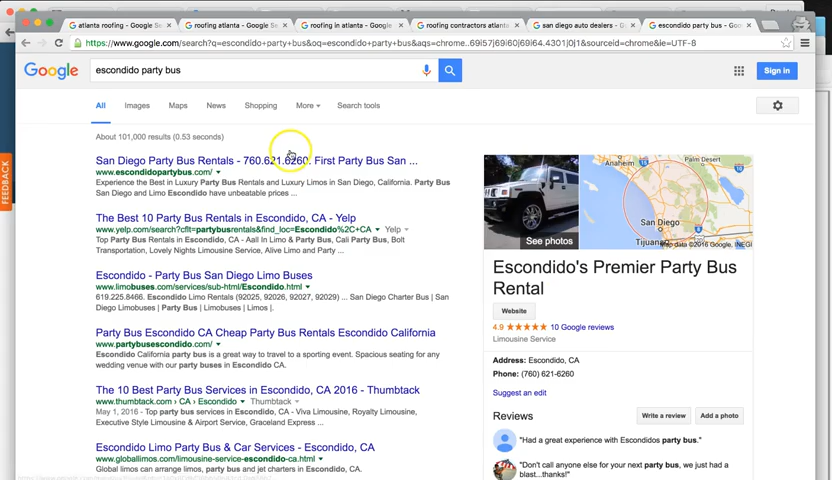 atlanta roofing - Google S
roofing atlanta - Google Se
roofing in atlanta - Google
roofing contractors atlanta
san diego auto dealers - G
escondido party bus - Goo
https://www.google.com/search?q=escondido+party+bus&oq=escondido+party+bus&aqs=chrome..69i57j69i60j69i64.4301j0j1&sourceid=chrome&ie=UTF-8
Google
escondido party bus
Sign in
All Images Maps News Shopping More Search tools
About 101,000 results (0.53 seconds)
San Diego Party Bus Rentals - 760.621.6260. First Party Bus San ...
www.escondidopartybus.com/
Experience the Best in Luxury Party Bus Rentals and Luxury Limos in San Diego, California. Party Bus
San Diego and Limo Escondido have unbeatable prices ...
The Best 10 Party Bus Rentals in Escondido, CA - Yelp
www.yelp.com/search?cflt=partybusrentals&find_loc=Escondido%2C+CA Yelp
Top Party Bus Rentals in Escondido, CA - Aall In Limo & Party Bus, Cali Party Bus, Bolt
Transportation, Lovely Nights Limousine Service, Alive Limo and Party ...
Escondido - Party Bus San Diego Limo Buses
www.limobuses.com/services/sub-html/Escondido.html
619.225.8466. Escondido Limo Rentals (92025, 92026, 92027, 92029) ... San Diego Charter Bus | San
Diego Limobuses | Party Bus | Limobuses | Limos |.
Party Bus Escondido CA Cheap Party Bus Rentals Escondido California
www.partybusescondido.com/
Escondido California party bus is a great way to travel to a sporting event. Spacious seating for any
wedding venue with our party buses in Escondido CA.
The 10 Best Party Bus Services in Escondido, CA 2016 - Thumbtack
www.thumbtack.com › CA › Escondido Thumbtack
May 1, 2016 - Top party bus services in Escondido, CA - Viva Limousine, Royalty Limousine,
Executive Style Limousine & Airport Service, Graceland Express ...
Escondido Limo Party Bus & Car Services - Escondido, CA
www.globallimos.com/limousine-service-escondido-ca.html
Global limos can arrange limos, party bus and jet charters in Escondido, CA.
See photos
San Diego
Tijuana
Map data ©2016 Google, INEGI
Escondido's Premier Party Bus
Rental
Website
4.9 ★★★★★ 10 Google reviews
Limousine Service
Address: Escondido, CA
Phone: (760) 621-6260
Suggest an edit
Reviews
Write a review
Add a photo
"Had a great experience with Escondidos party bus."
"Don't call anyone else for your next party bus, we just had a
blast...thanks!"
FEEDBACK